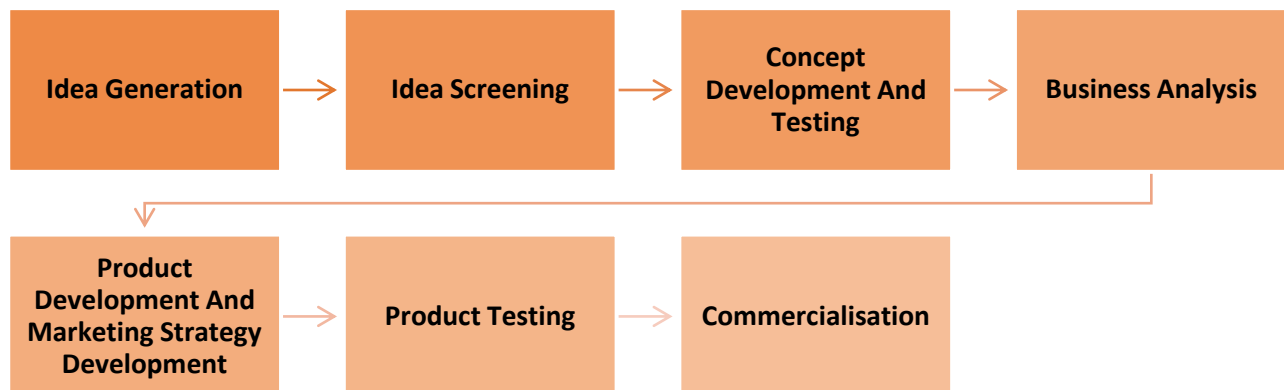 Idea Generation
Idea Screening
Concept
Development And
Testing
Business Analysis
Product
Development And
Marketing Strategy
Development
Product Testing
Commercialisation